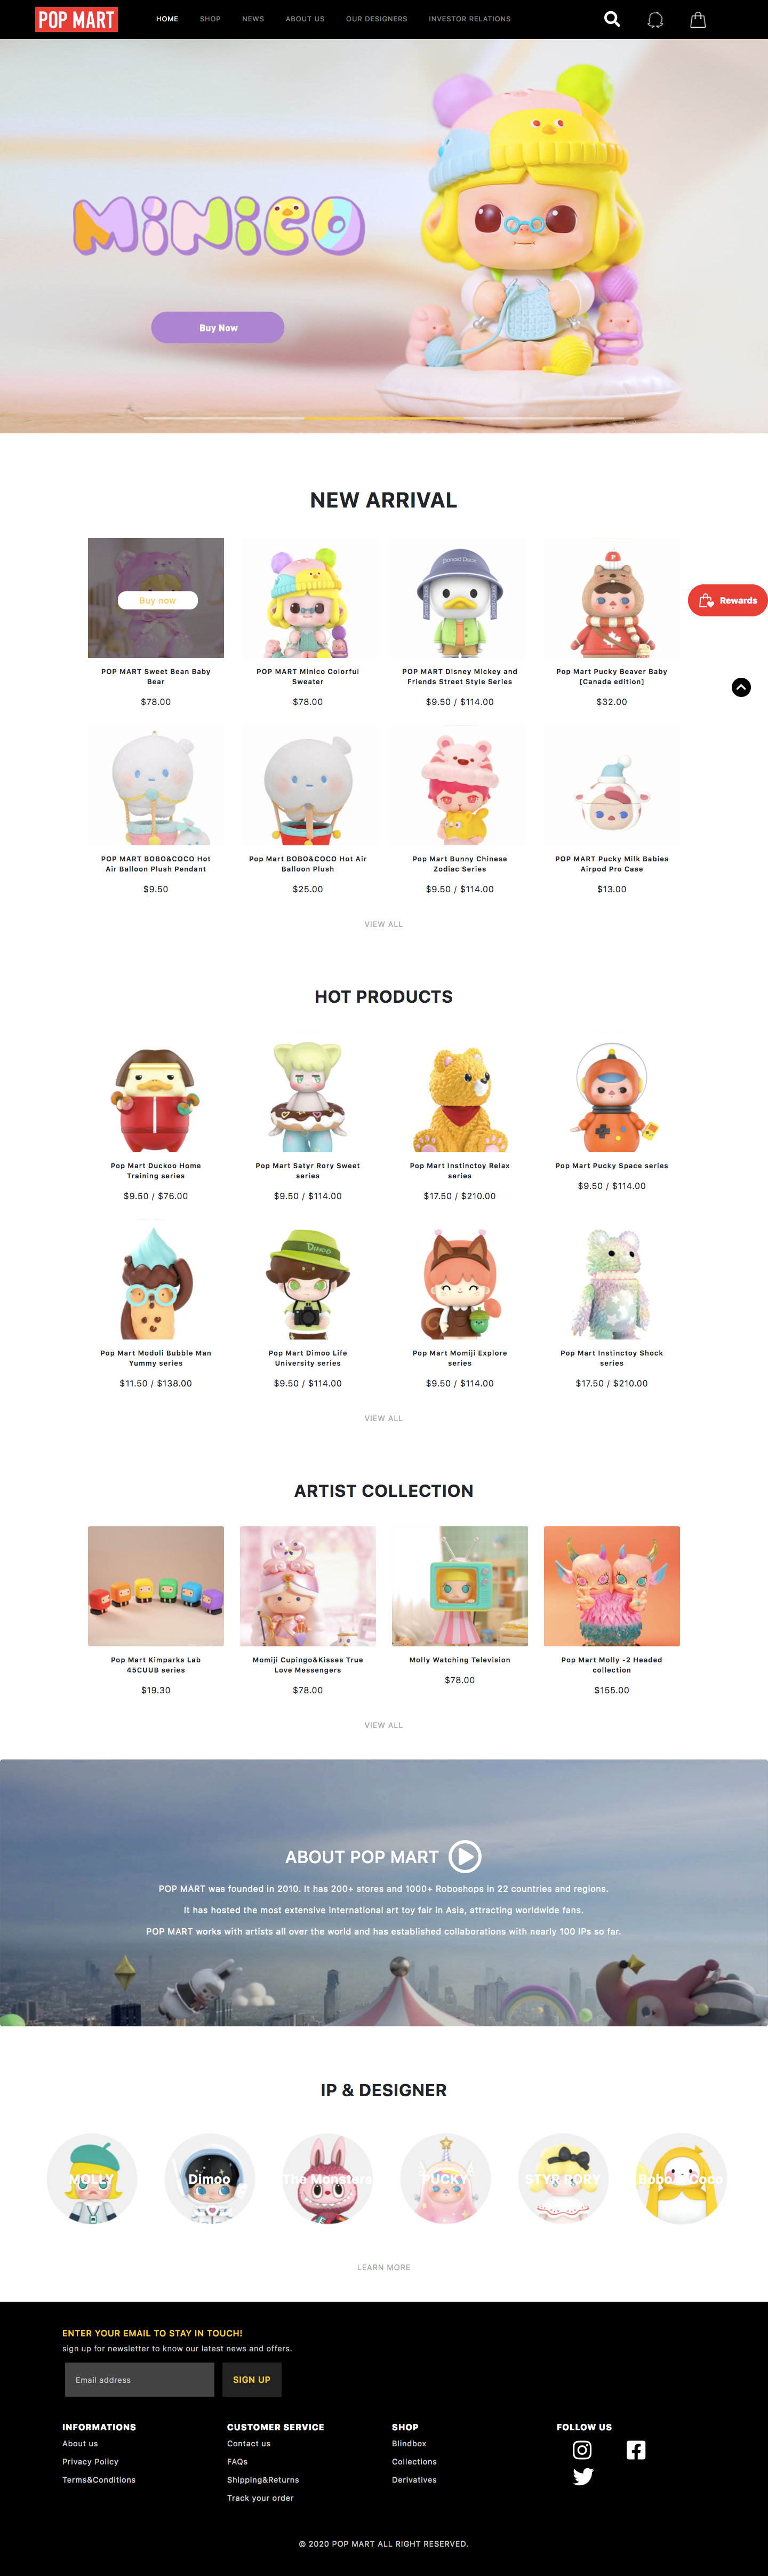 POP MART
HOME SHOP NEWS ABOUT US OUR DESIGNERS INVESTOR RELATIONS
MINICO
Buy Now
NEW ARRIVAL
Buy now
Donald Duck
P
Rewards
POP MART Sweet Bean Baby
Bear
$78.00
POP MART Minico Colorful
Sweater
$78.00
POP MART Disney Mickey and
Friends Street Style Series
$9.50 / $114.00
Pop Mart Pucky Beaver Baby
[Canada edition]
$32.00
POP MART BOBO&COCO Hot
Air Balloon Plush Pendant
$9.50
Pop Mart BOBO&COCO Hot Air
Balloon Plush
$25.00
Pop Mart Bunny Chinese
Zodiac Series
$9.50 / $114.00
POP MART Pucky Milk Babies
Airpod Pro Case
$13.00
VIEW ALL
HOT PRODUCTS
Pop Mart Duckoo Home
Training series
$9.50 / $76.00
Pop Mart Satyr Rory Sweet
series
$9.50 / $114.00
Pop Mart Instinctoy Relax
series
$17.50 / $210.00
Pop Mart Pucky Space series
$9.50 / $114.00
DIMOO
Pop Mart Modoli Bubble Man
Yummy series
$11.50 / $138.00
Pop Mart Dimoo Life
University series
$9.50 / $114.00
Pop Mart Momiji Explore
series
$9.50 / $114.00
Pop Mart Instinctoy Shock
series
$17.50 / $210.00
VIEW ALL
ARTIST COLLECTION
Pop Mart Kimparks Lab
45CUUB series
$19.30
Momiji Cupingo&Kisses True
Love Messengers
$78.00
Molly Watching Television
$78.00
Pop Mart Molly -2 Headed
collection
$155.00
VIEW ALL
ABOUT POP MART
POP MART was founded in 2010. It has 200+ stores and 1000+ Roboshops in 22 countries and regions.
It has hosted the most extensive international art toy fair in Asia, attracting worldwide fans.
POP MART works with artists all over the world and has established collaborations with nearly 100 IPs so far.
IP & DESIGNER
MOLLY
Dimoo
The Monsters
PUCKY
STYR RORY
Bobo & Coco
LEARN MORE
ENTER YOUR EMAIL TO STAY IN TOUCH!
sign up for newsletter to know our latest news and offers.
Email address
SIGN UP
INFORMATIONS
About us
Privacy Policy
Terms&Conditions
CUSTOMER SERVICE
Contact us
FAQs
Shipping&Returns
Track your order
SHOP
Blindbox
Collections
Derivatives
FOLLOW US
© 2020 POP MART ALL RIGHT RESERVED.